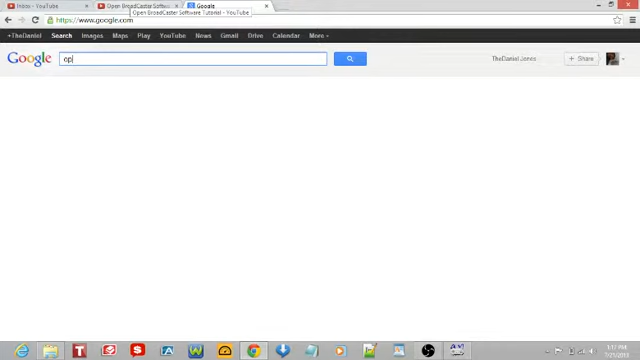 Inbox - YouTube
Open BroadCaster Softw
Google
Open BroadCaster Software Tutorial - YouTube
https://www.google.com
+TheDaniel Search Images Maps Play YouTube News Gmail Drive Calendar More
Google op TheDaniel Jones + Share